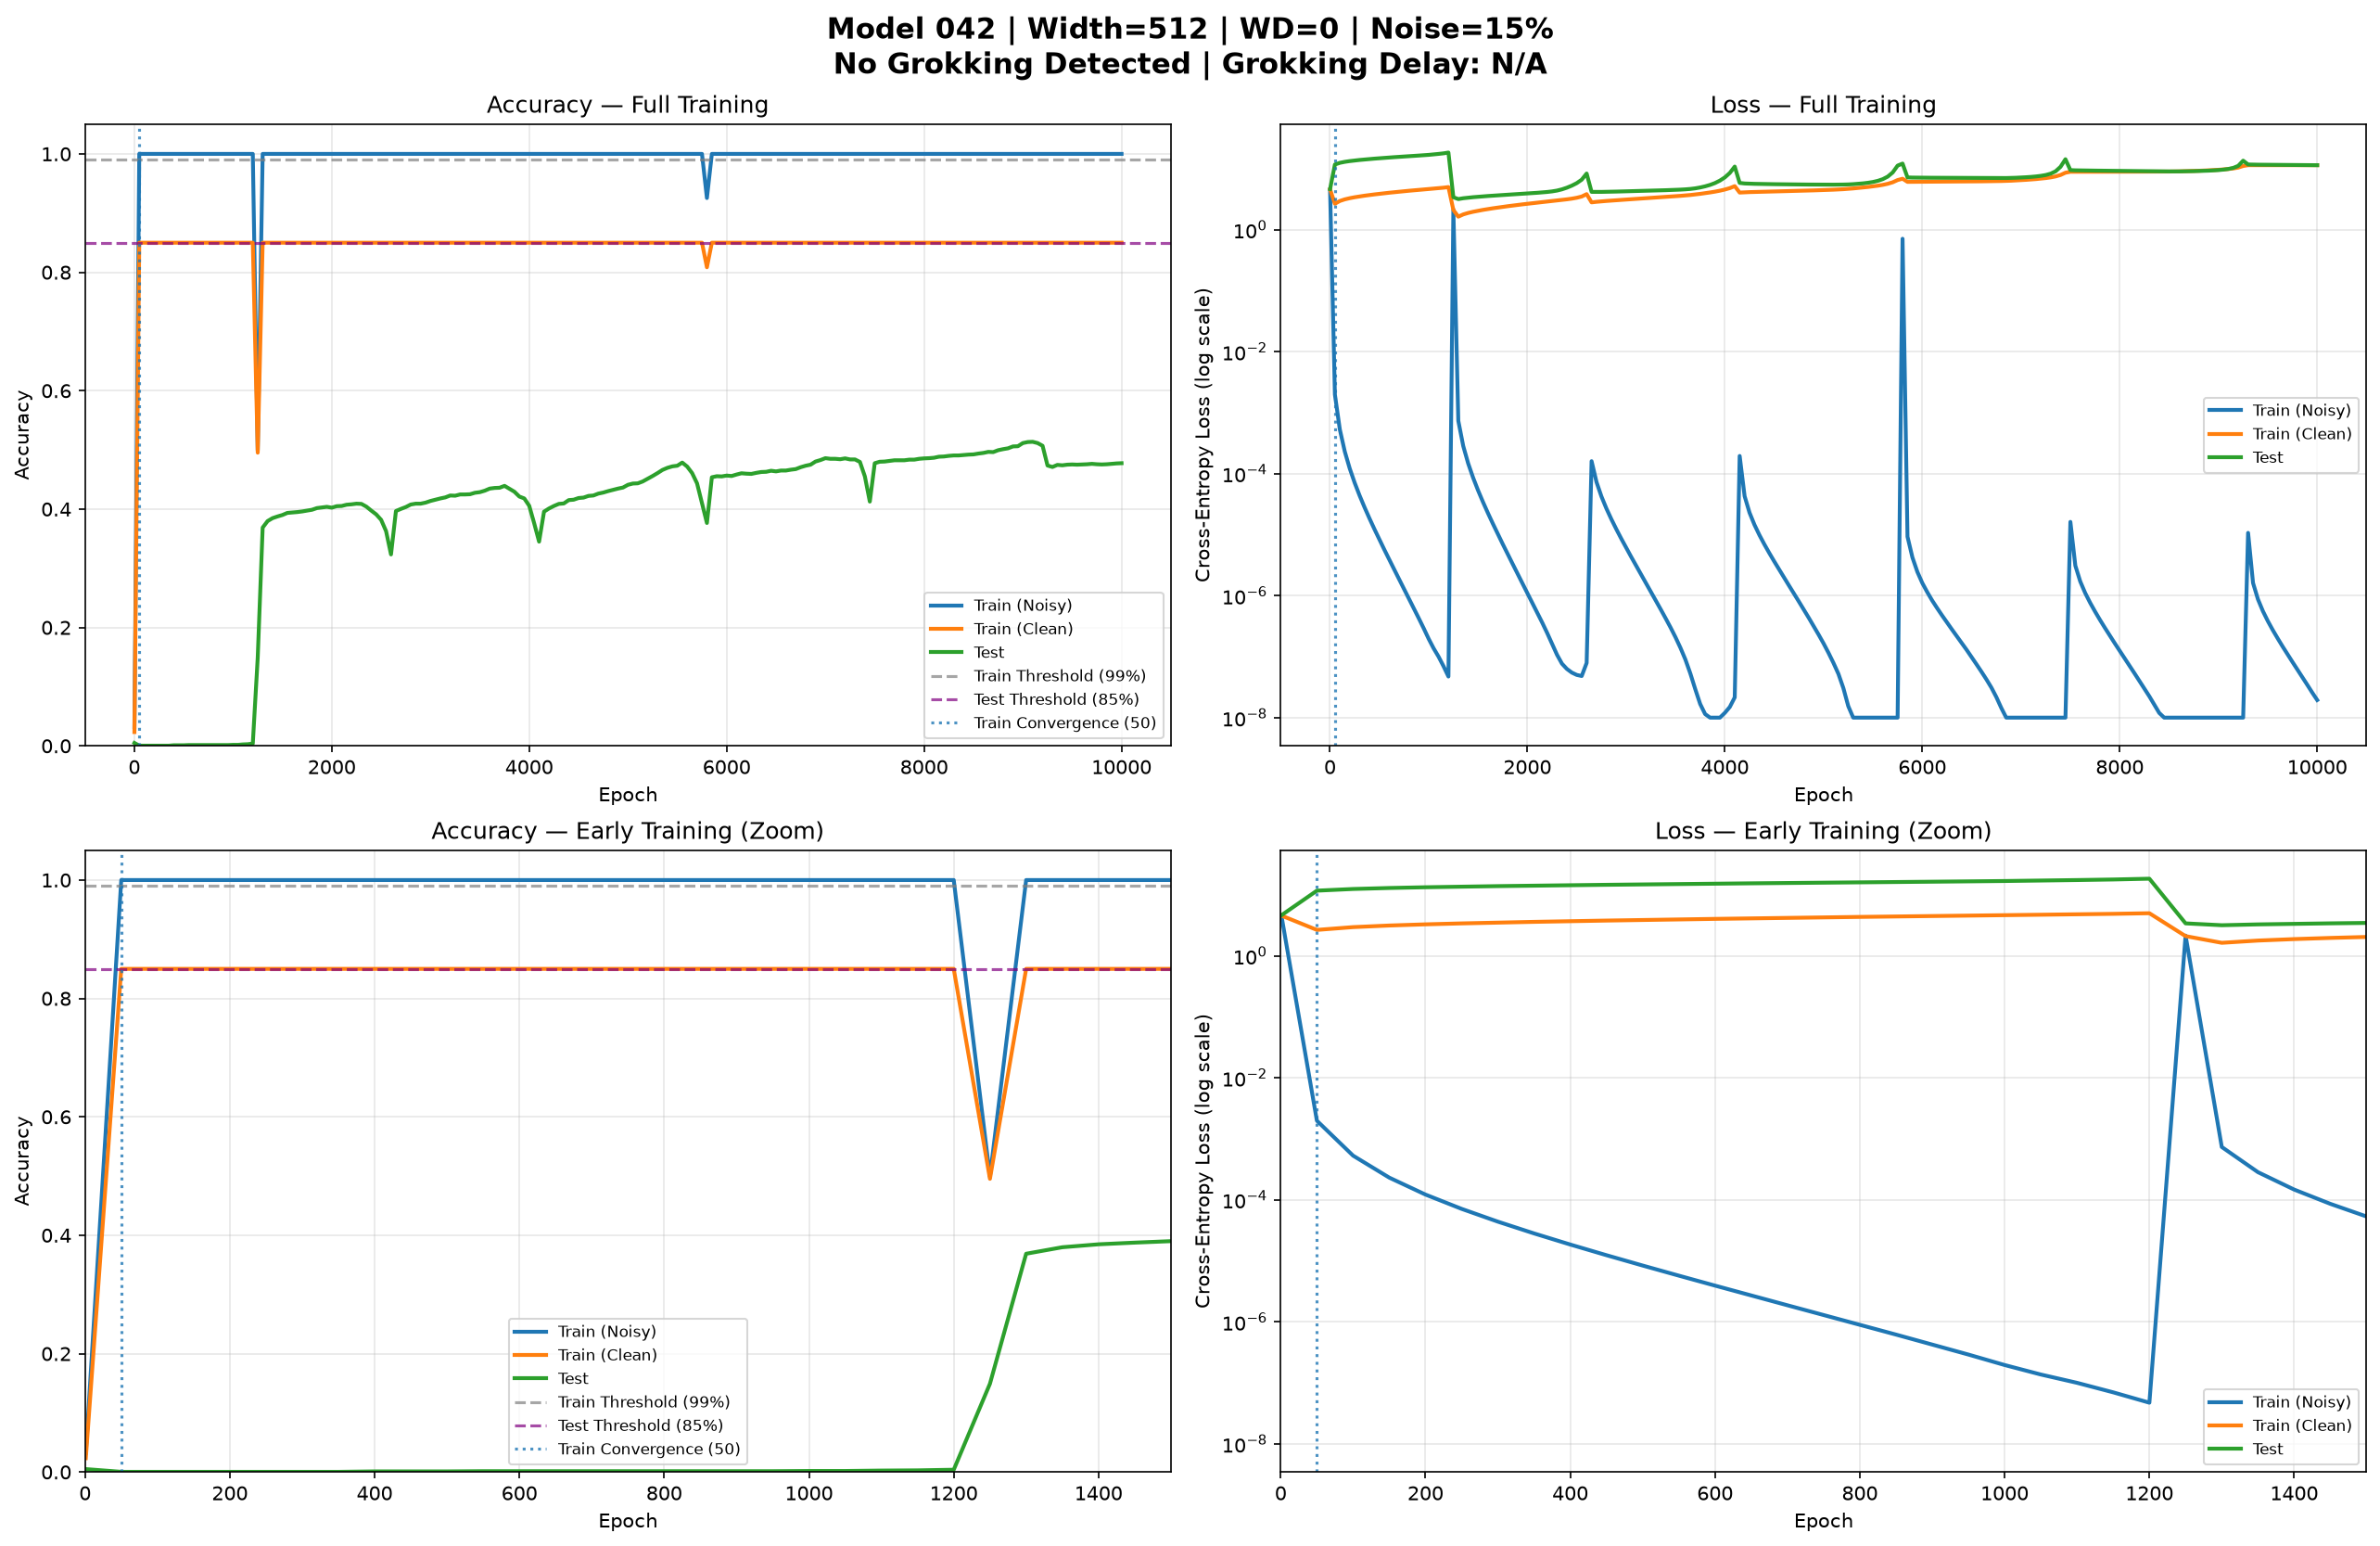 Model 042 | Width=512 | WD=0 | Noise=15%
No Grokking Detected | Grokking Delay: N/A
Accuracy — Full Training
Accuracy
1.0
0.8
0.6
0.4
0.2
0.0
0
2000
4000
6000
8000
10000
Epoch
Train (Noisy)
Train (Clean)
Test
Train Threshold (99%)
Test Threshold (85%)
Train Convergence (50)
Loss — Full Training
Cross-Entropy Loss (log scale)
10⁰
10⁻²
10⁻⁴
10⁻⁶
10⁻⁸
0
2000
4000
6000
8000
10000
Epoch
Train (Noisy)
Train (Clean)
Test
Accuracy — Early Training (Zoom)
Accuracy
1.0
0.8
0.6
0.4
0.2
0.0
0
200
400
600
800
1000
1200
1400
Epoch
Train (Noisy)
Train (Clean)
Test
Train Threshold (99%)
Test Threshold (85%)
Train Convergence (50)
Loss — Early Training (Zoom)
Cross-Entropy Loss (log scale)
10⁰
10⁻²
10⁻⁴
10⁻⁶
10⁻⁸
0
200
400
600
800
1000
1200
1400
Epoch
Train (Noisy)
Train (Clean)
Test